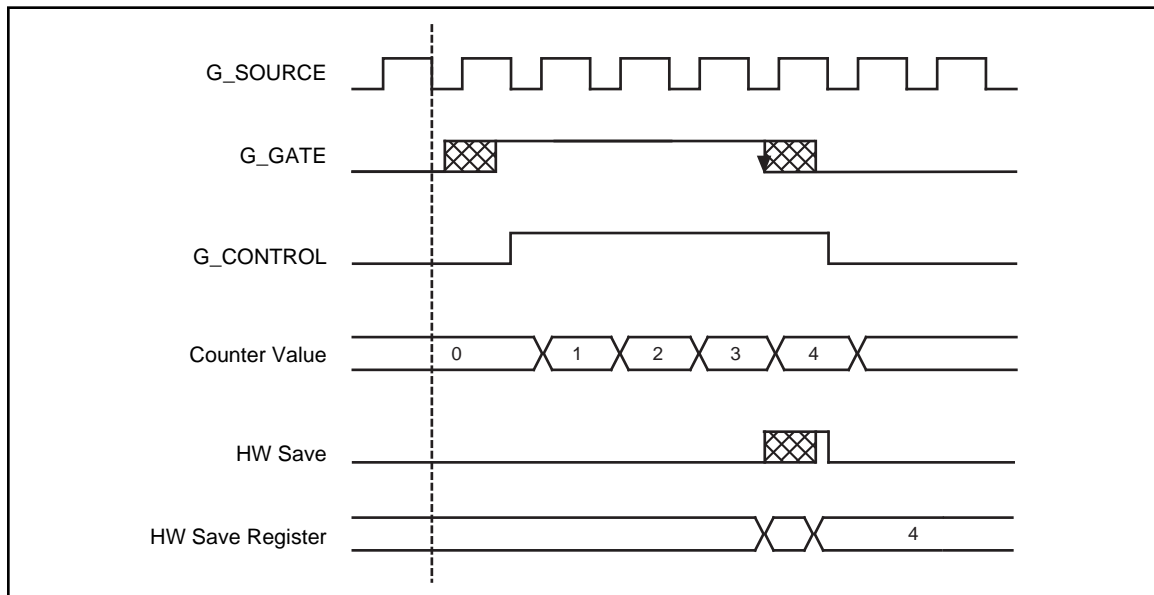 G_SOURCE
G_GATE
G_CONTROL
Counter Value 0 1 2 3 4
HW Save
HW Save Register 4